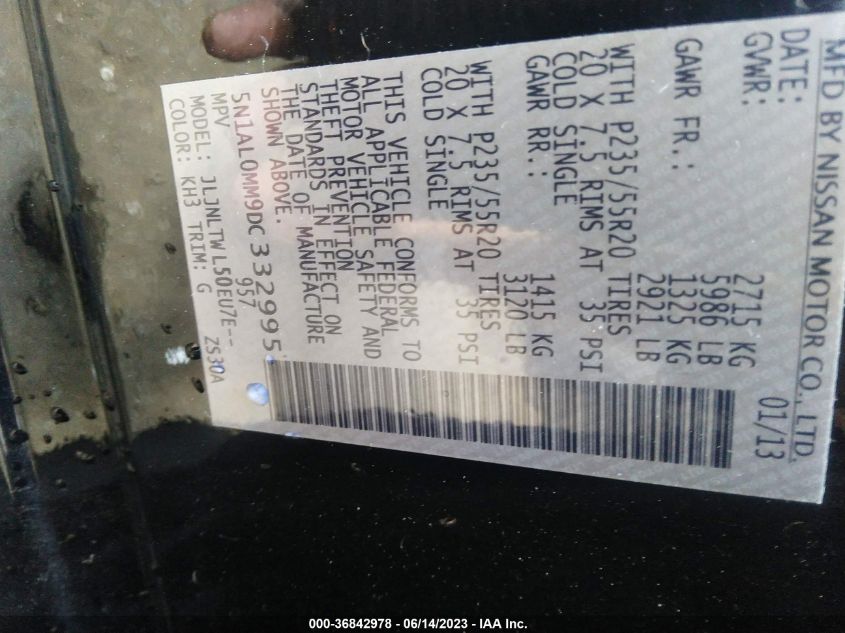 MFD BY NISSAN MOTOR CO., LTD.
DATE: 01/13
GVWR: 2715 KG
5986 LB
GAWR FR.: 1325 KG
2921 LB
WITH P235/55R20 TIRES
20 X 7.5 RIMS AT 35 PSI
COLD SINGLE
GAWR RR.: 1415 KG
3120 LB
WITH P235/55R20 TIRES
20 X 7.5 RIMS AT 35 PSI
COLD SINGLE
THIS VEHICLE CONFORMS TO
ALL APPLICABLE FEDERAL
MOTOR VEHICLE SAFETY AND
THEFT PREVENTION
STANDARDS IN EFFECT ON
THE DATE OF MANUFACTURE
SHOWN ABOVE.
5N1AL0MM9DC332995
MPV 957
MODEL: JLJNLTWL50EU7E-- ZS30A
COLOR: KH3 TRIM: G
000-36842978 - 06/14/2023 - IAA Inc.